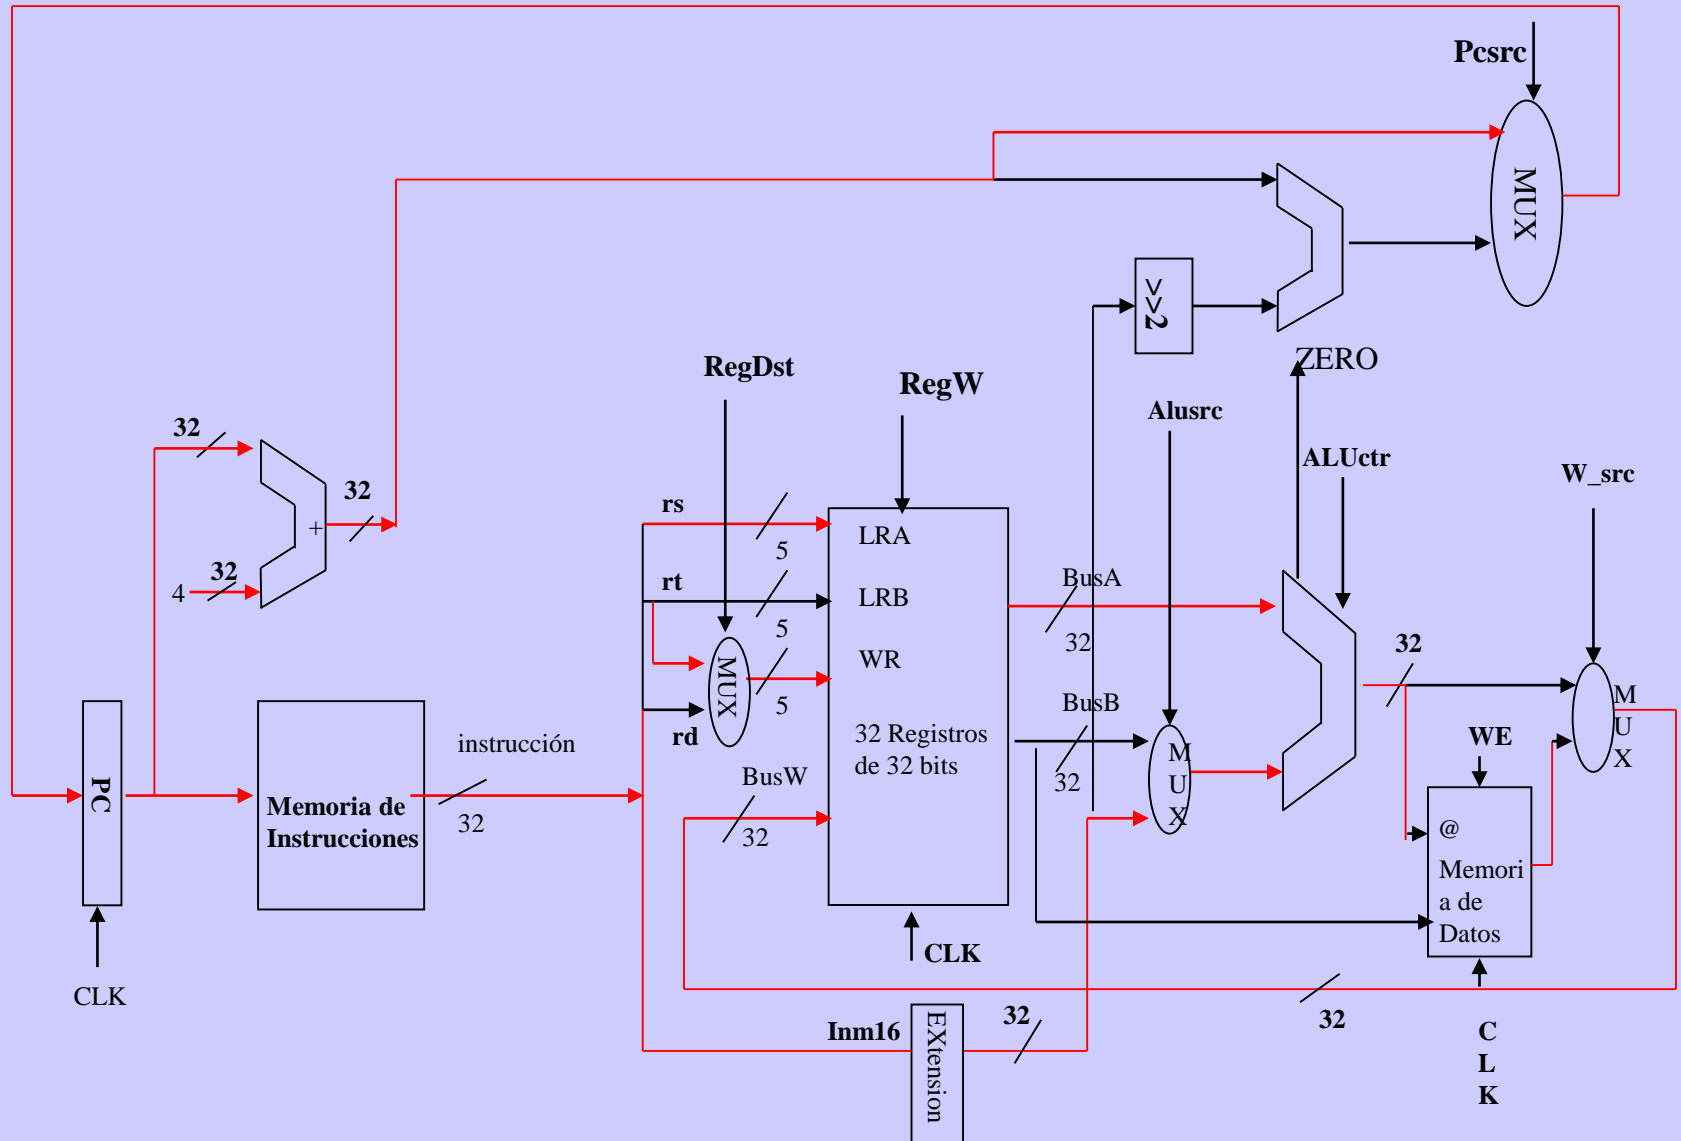 Pcsrc
MUX
>>2
ZERO
RegDst
RegW
Alusrc
ALUctr
W_src
32
32
+
4
32
rs
5
LRA
rt
5
LRB
MUX
5
WR
rd
BusA
32
32
BusB
32
M
U
X
M
U
X
WE
PC
CLK
instrucción
32
Memoria de
Instrucciones
BusW
32
32 Registros
de 32 bits
@
Memori
a de
Datos
CLK
Inm16
EXtension
32
32
C
L
K